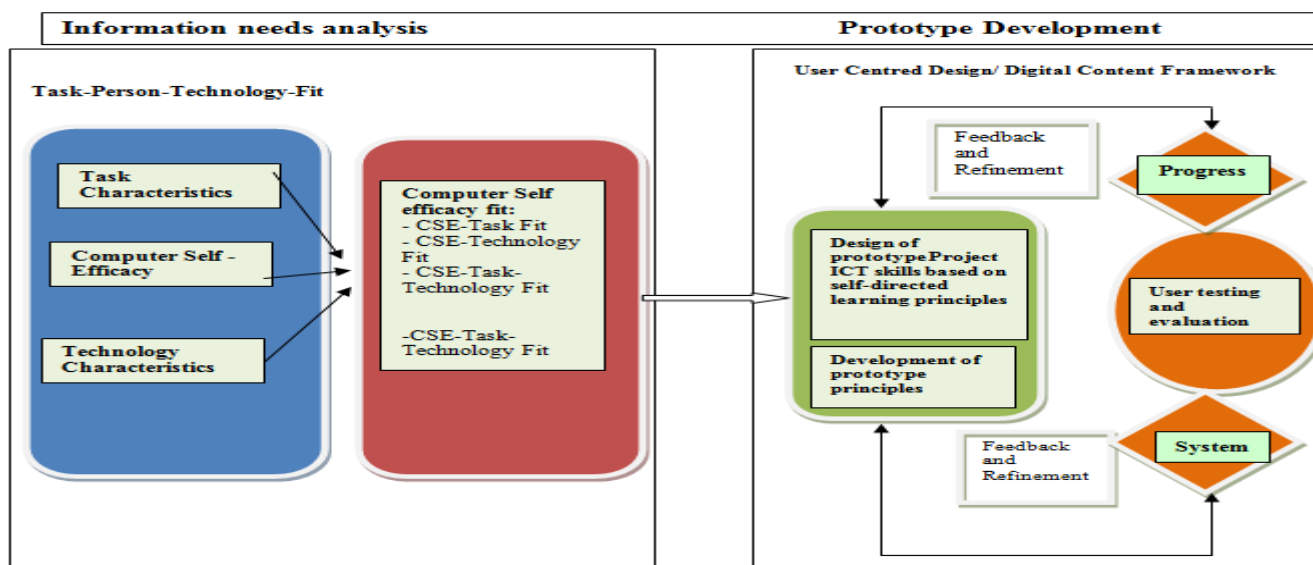 Information needs analysis
Prototype Development
Task-Person-Technology-Fit
Task
Characteristics
Computer Self -
Efficacy
Technology
Characteristics
Computer Self
efficacy fit:
- CSE-Task Fit
- CSE-Technology
Fit
- CSE-Task-
Technology Fit
-CSE-Task-
Technology Fit
User Centred Design/ Digital Content Framework
Feedback
and
Refinement
Progress
Design of
prototype Project
ICT skills based on
self-directed
learning principles
Development of
prototype
principles
User testing
and
evaluation
Feedback
and
Refinement
System